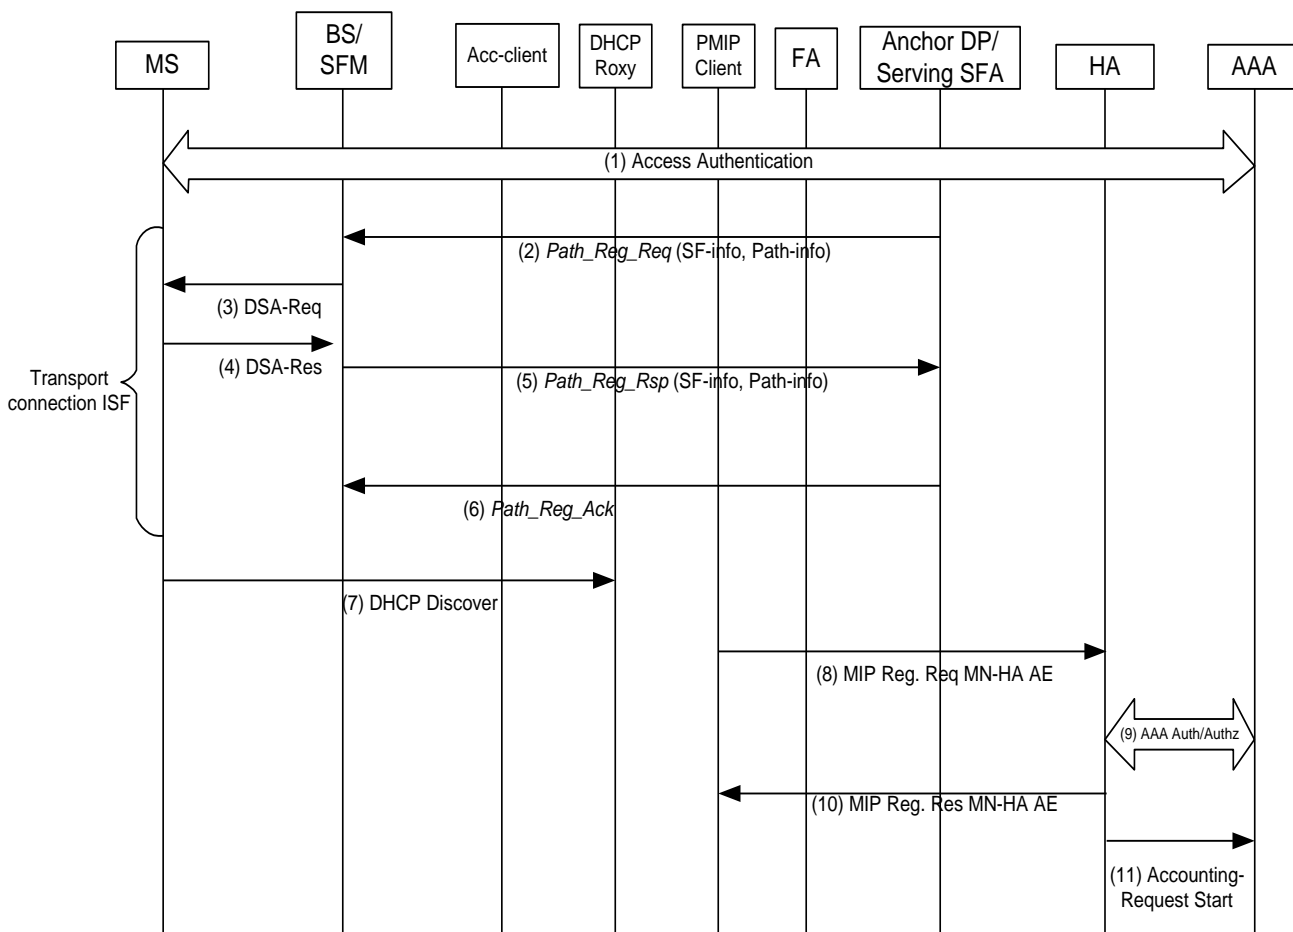 MS
BS/
SFM
Acc-client
DHCP
Roxy
PMIP
Client
FA
Anchor DP/
Serving SFA
HA
AAA
(1) Access Authentication
(2) Path_Reg_Req (SF-info, Path-info)
(3) DSA-Req
(4) DSA-Res
(5) Path_Reg_Rsp (SF-info, Path-info)
Transport
connection ISF
(6) Path_Reg_Ack
(7) DHCP Discover
(8) MIP Reg. Req MN-HA AE
(9) AAA Auth/Authz
(10) MIP Reg. Res MN-HA AE
(11) Accounting-
Request Start